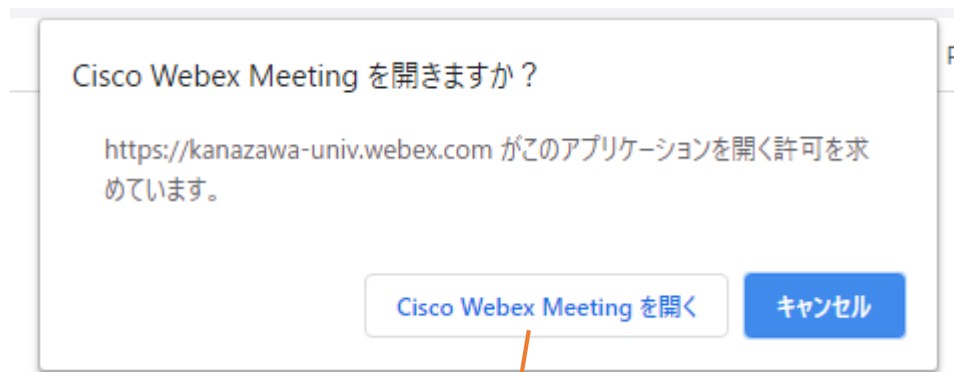 Cisco Webex Meeting を開きますか？
https://kanazawa-univ.webex.com がこのアプリケーションを開く許可を求
めています。
Cisco Webex Meeting を開く
キャンセル